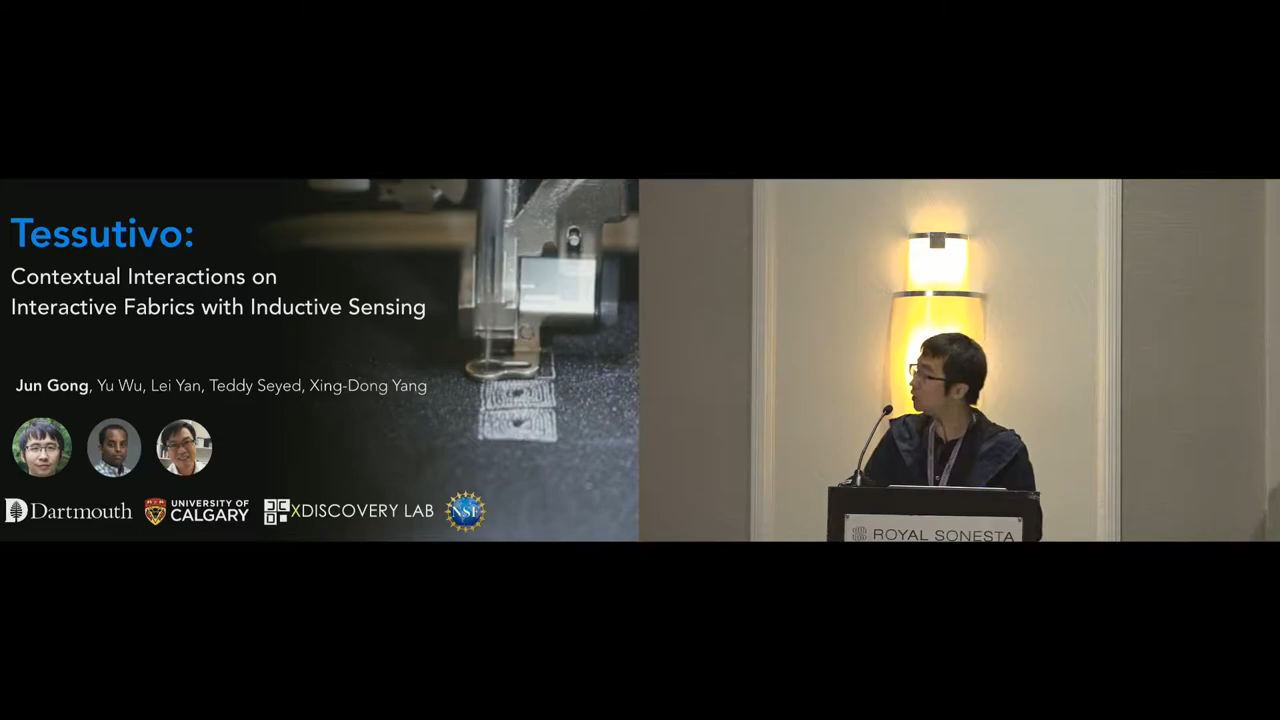 Tessutivo:
Contextual Interactions on
Interactive Fabrics with Inductive Sensing
Jun Gong, Yu Wu, Lei Yan, Teddy Seyed, Xing-Dong Yang
Dartmouth
UNIVERSITY OF
CALGARY
XDISCOVERY LAB
NSF
ROYAL SONESTA